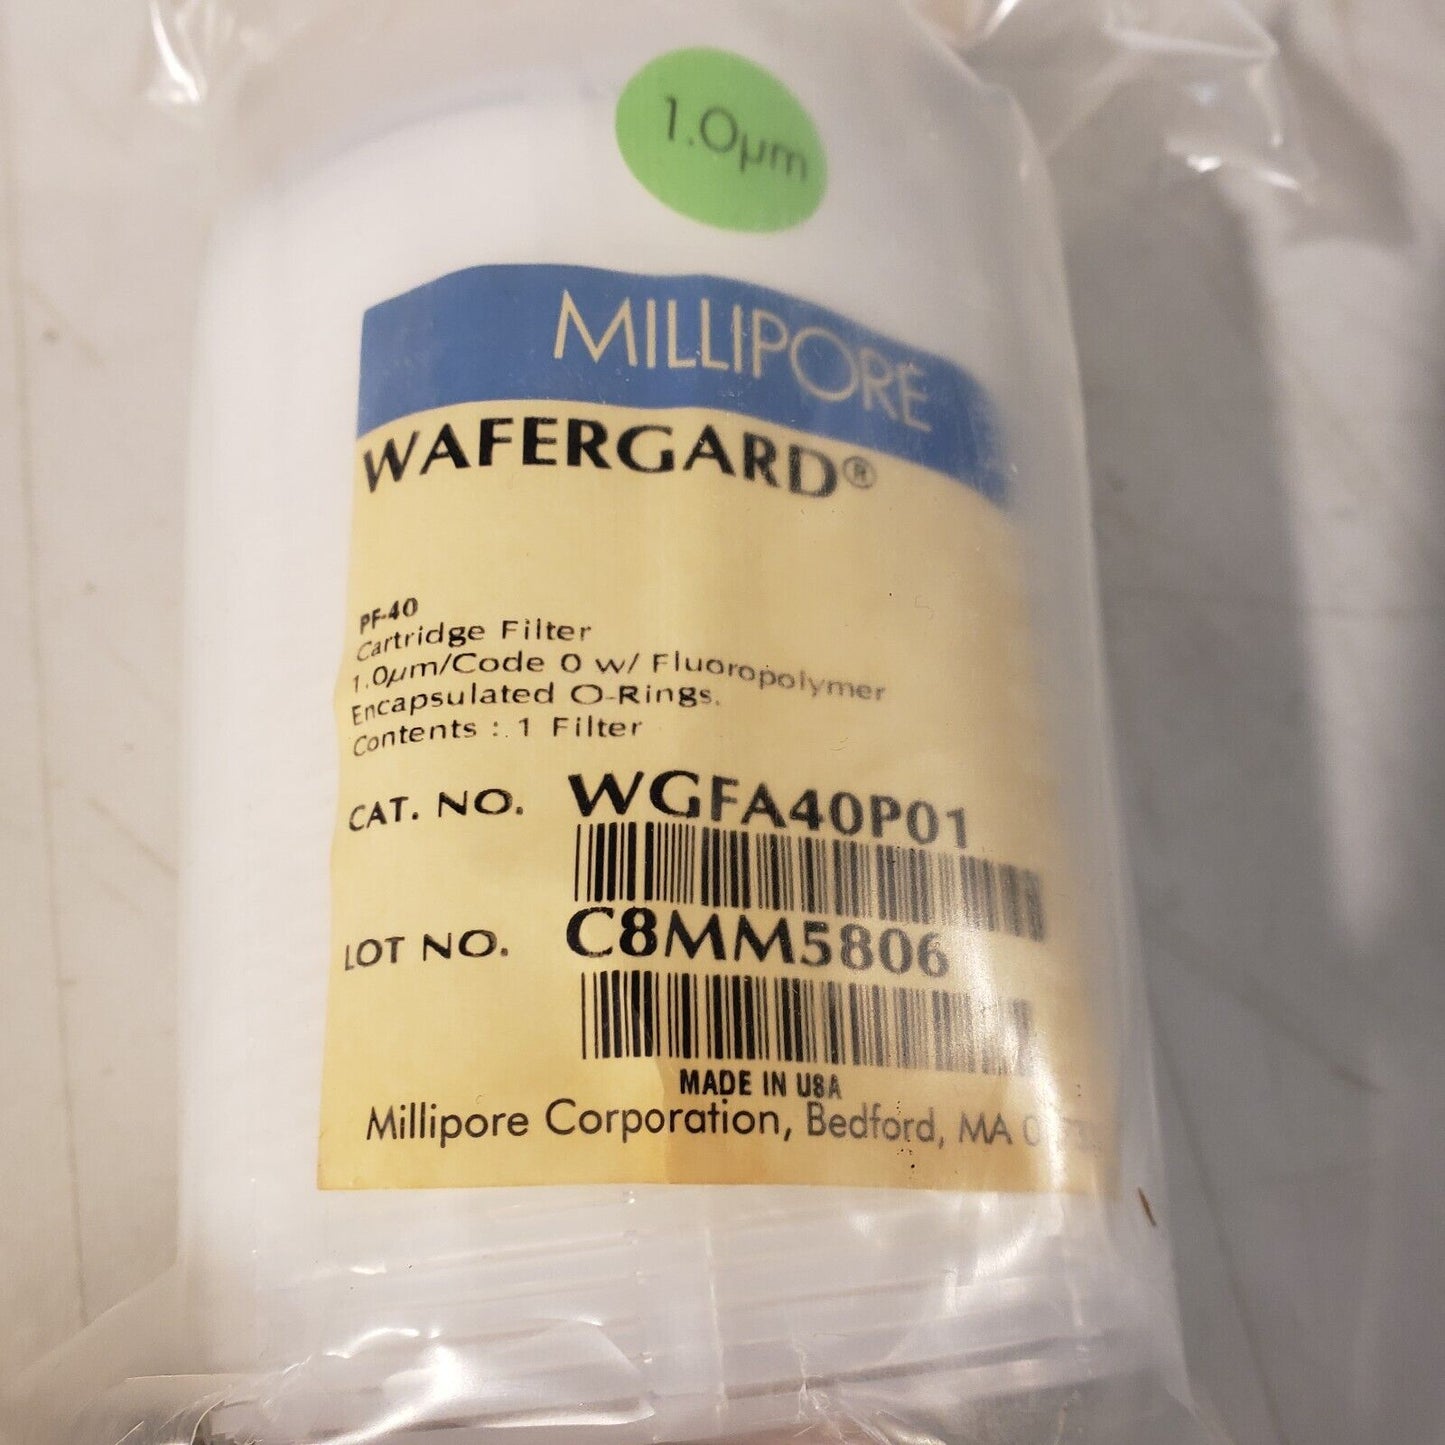 1.0µm
MILLIPORE
WAFERGARD®
PF-40
Cartridge Filter
1.0µm/Code 0 w/ Fluoropolymer
Encapsulated O-Rings.
Contents : 1 Filter
CAT. NO. WGFA40P01
LOT NO. C8MM5806
MADE IN USA
Millipore Corporation, Bedford, MA